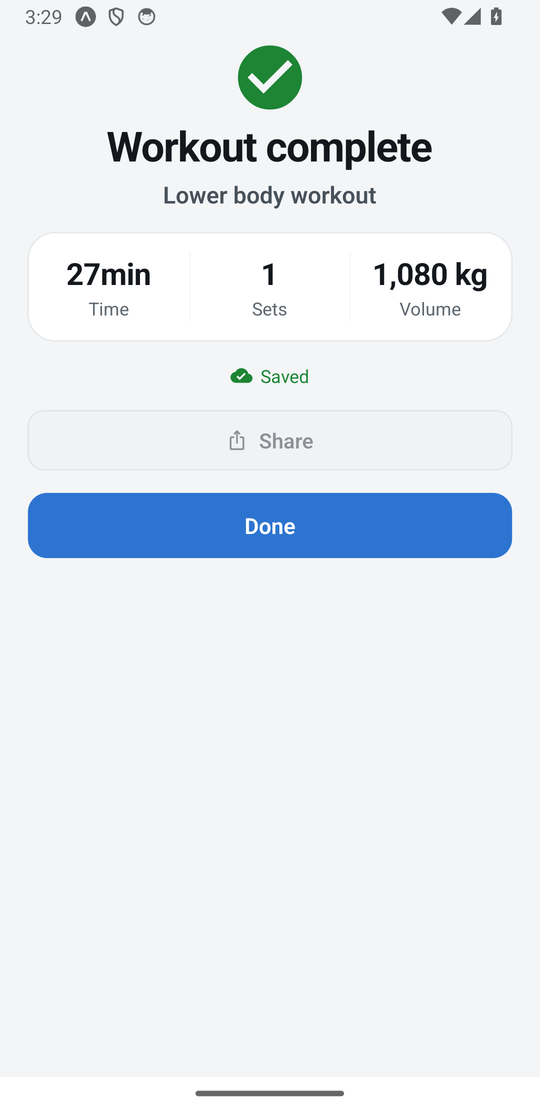 3:29
Workout complete
Lower body workout
27min 1 1,080 kg
Time Sets Volume
Saved
Share
Done